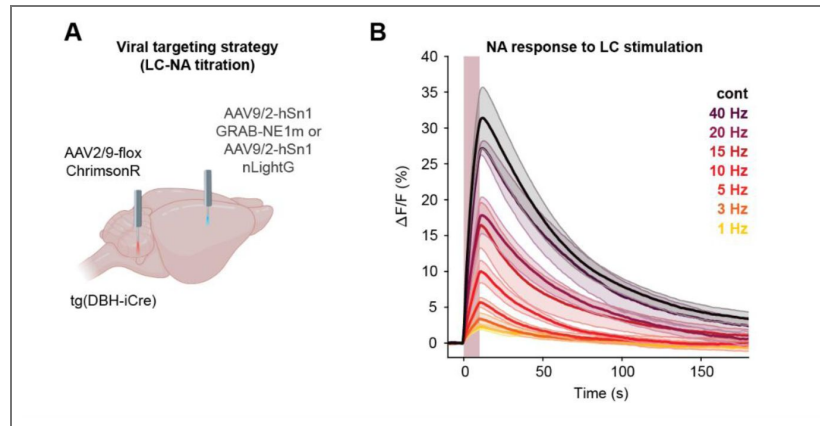 A
Viral targeting strategy
(LC-NA titration)
AAV9/2-hSn1
GRAB-NE1m or
AAV9/2-hSn1
nLightG
AAV2/9-flox
ChrimsonR
tg(DBH-iCre)
B
NA response to LC stimulation
ΔF/F (%)
40
35
30
25
20
15
10
5
0
cont
40 Hz
20 Hz
15 Hz
10 Hz
5 Hz
3 Hz
1 Hz
0
50
100
150
Time (s)